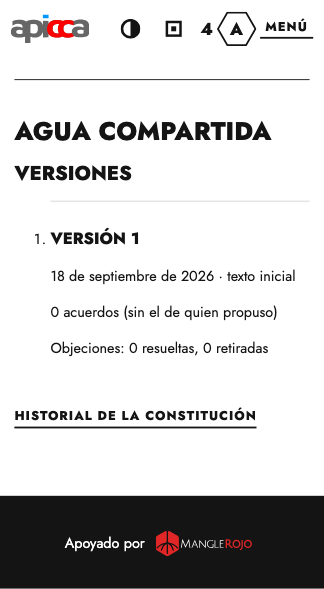 apicca 4 A MENÚ
AGUA COMPARTIDA
VERSIONES
1. VERSIÓN 1
18 de septiembre de 2026 · texto inicial
0 acuerdos (sin el de quien propuso)
Objeciones: 0 resueltas, 0 retiradas
HISTORIAL DE LA CONSTITUCIÓN
Apoyado por MANGLEROJO